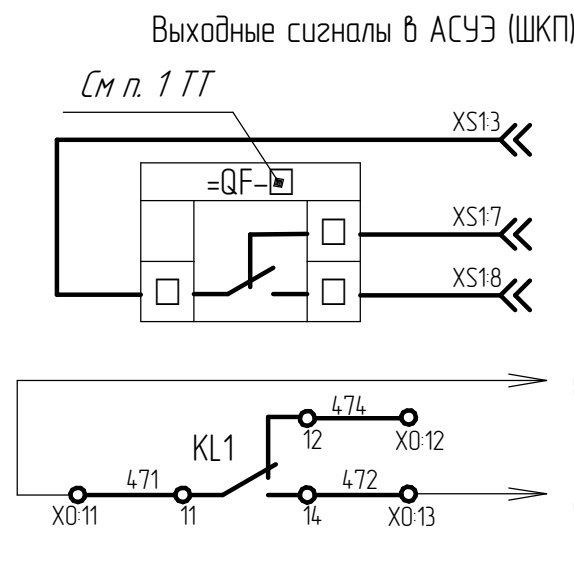 Выходные сигналы в АСУЭ (ШКП)
См п. 1 ТТ
XS1:3
=QF-
XS1:7
XS1:8
474
12
X0:12
KL1
471
472
X0:11
11
14
X0:13